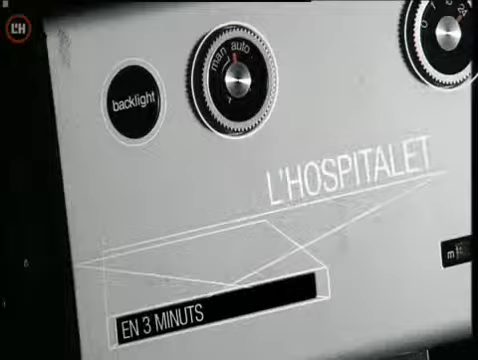 L'H
man auto
backlight
L'HOSPITALET
EN 3 MINUTS